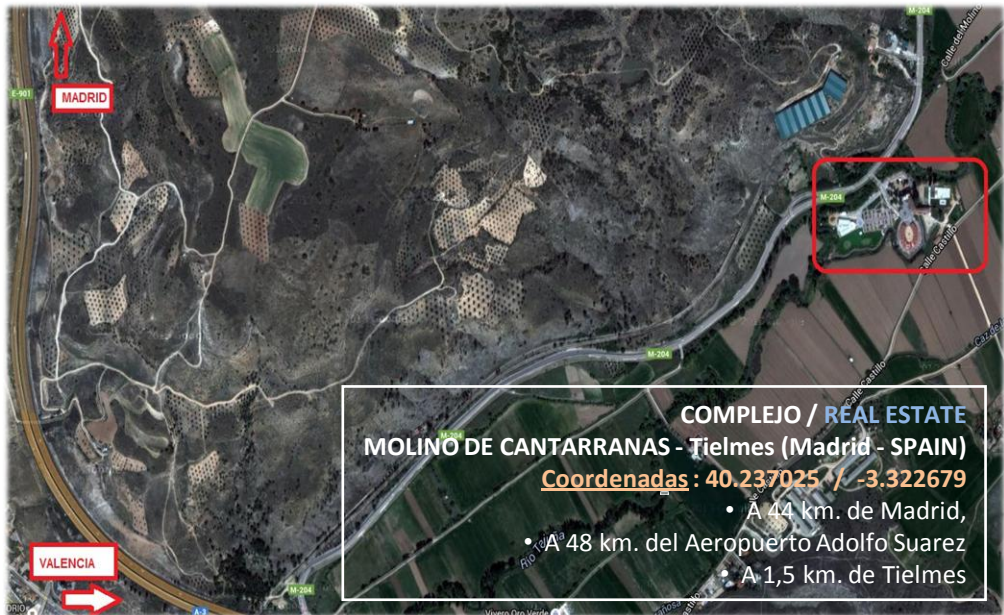 M-204
Calle del Molino
E-901
MADRID
M-204
Calle Castillo
M-204
Calle Castillo
COMPLEJO / REAL ESTATE
M-204
MOLINO DE CANTARRANAS - Tielmes (Madrid - SPAIN)
Coordenadas : 40.237025 / -3.322679
• A 44 km. de Madrid,
• A 48 km. del Aeropuerto Adolfo Suarez
Río Tajuña
• A 1,5 km. de Tielmes
VALENCIA
M-204
A-3
Vivero Oro Verde